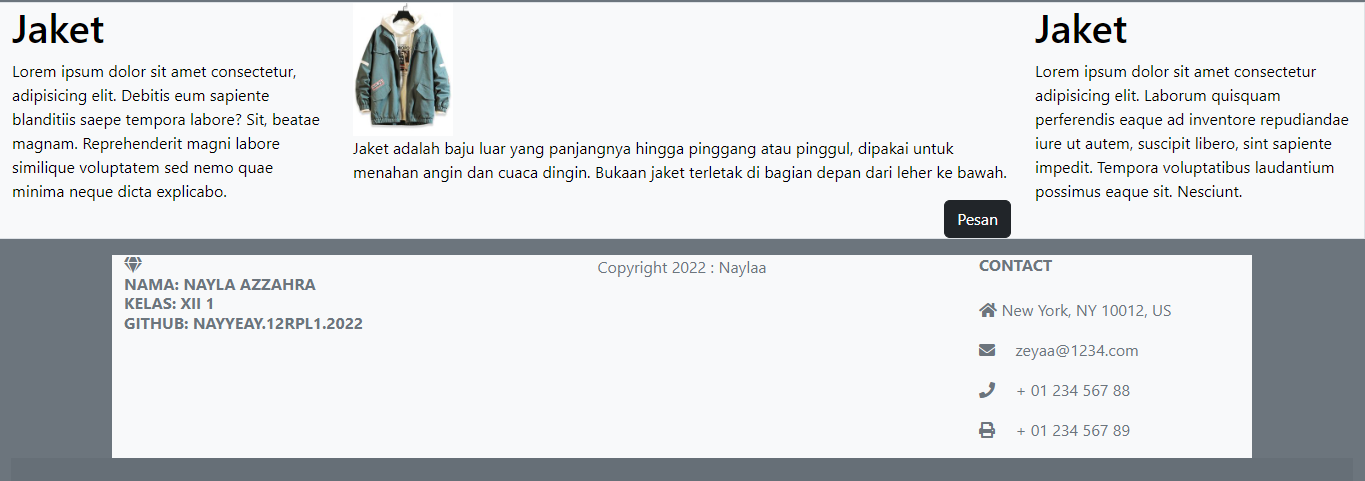 Jaket
Lorem ipsum dolor sit amet consectetur,
adipisicing elit. Debitis eum sapiente
blanditiis saepe tempora labore? Sit, beatae
magnam. Reprehenderit magni labore
similique voluptatem sed nemo quae
minima neque dicta explicabo.
Jaket adalah baju luar yang panjangnya hingga pinggang atau pinggul, dipakai untuk
menahan angin dan cuaca dingin. Bukaan jaket terletak di bagian depan dari leher ke bawah.
Pesan
Jaket
Lorem ipsum dolor sit amet consectetur
adipisicing elit. Laborum quisquam
perferendis eaque ad inventore repudiandae
iure ut autem, suscipit libero, sint sapiente
impedit. Tempora voluptatibus laudantium
possimus eaque sit. Nesciunt.
NAMA: NAYLA AZZAHRA
KELAS: XII 1
GITHUB: NAYYEAY.12RPL1.2022
Copyright 2022 : Naylaa
CONTACT
New York, NY 10012, US
zeyaa@1234.com
+ 01 234 567 88
+ 01 234 567 89